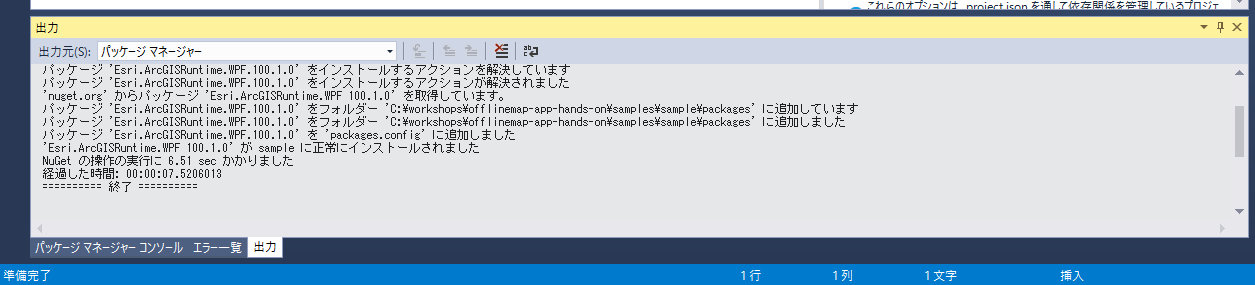 これらのオプションは、project.json を通して依存関係を管理しているプロジェ
出力
出力元(S): パッケージ マネージャー
パッケージ 'Esri.ArcGISRuntime.WPF.100.1.0' をインストールするアクションを解決しています
パッケージ 'Esri.ArcGISRuntime.WPF.100.1.0' をインストールするアクションが解決されました
'nuget.org' からパッケージ 'Esri.ArcGISRuntime.WPF 100.1.0' を取得しています。
パッケージ 'Esri.ArcGISRuntime.WPF.100.1.0' をフォルダー 'C:¥workshops¥offlinemap-app-hands-on¥samples¥sample¥packages' に追加しています
パッケージ 'Esri.ArcGISRuntime.WPF.100.1.0' をフォルダー 'C:¥workshops¥offlinemap-app-hands-on¥samples¥sample¥packages' に追加しました
パッケージ 'Esri.ArcGISRuntime.WPF.100.1.0' を 'packages.config' に追加しました
'Esri.ArcGISRuntime.WPF 100.1.0' が sample に正常にインストールされました
NuGet の操作の実行に 6.51 sec かかりました
経過した時間: 00:00:07.5206013
========== 終了 ==========
パッケージ マネージャー コンソール エラー一覧 出力
準備完了 1 行 1 列 1 文字 挿入